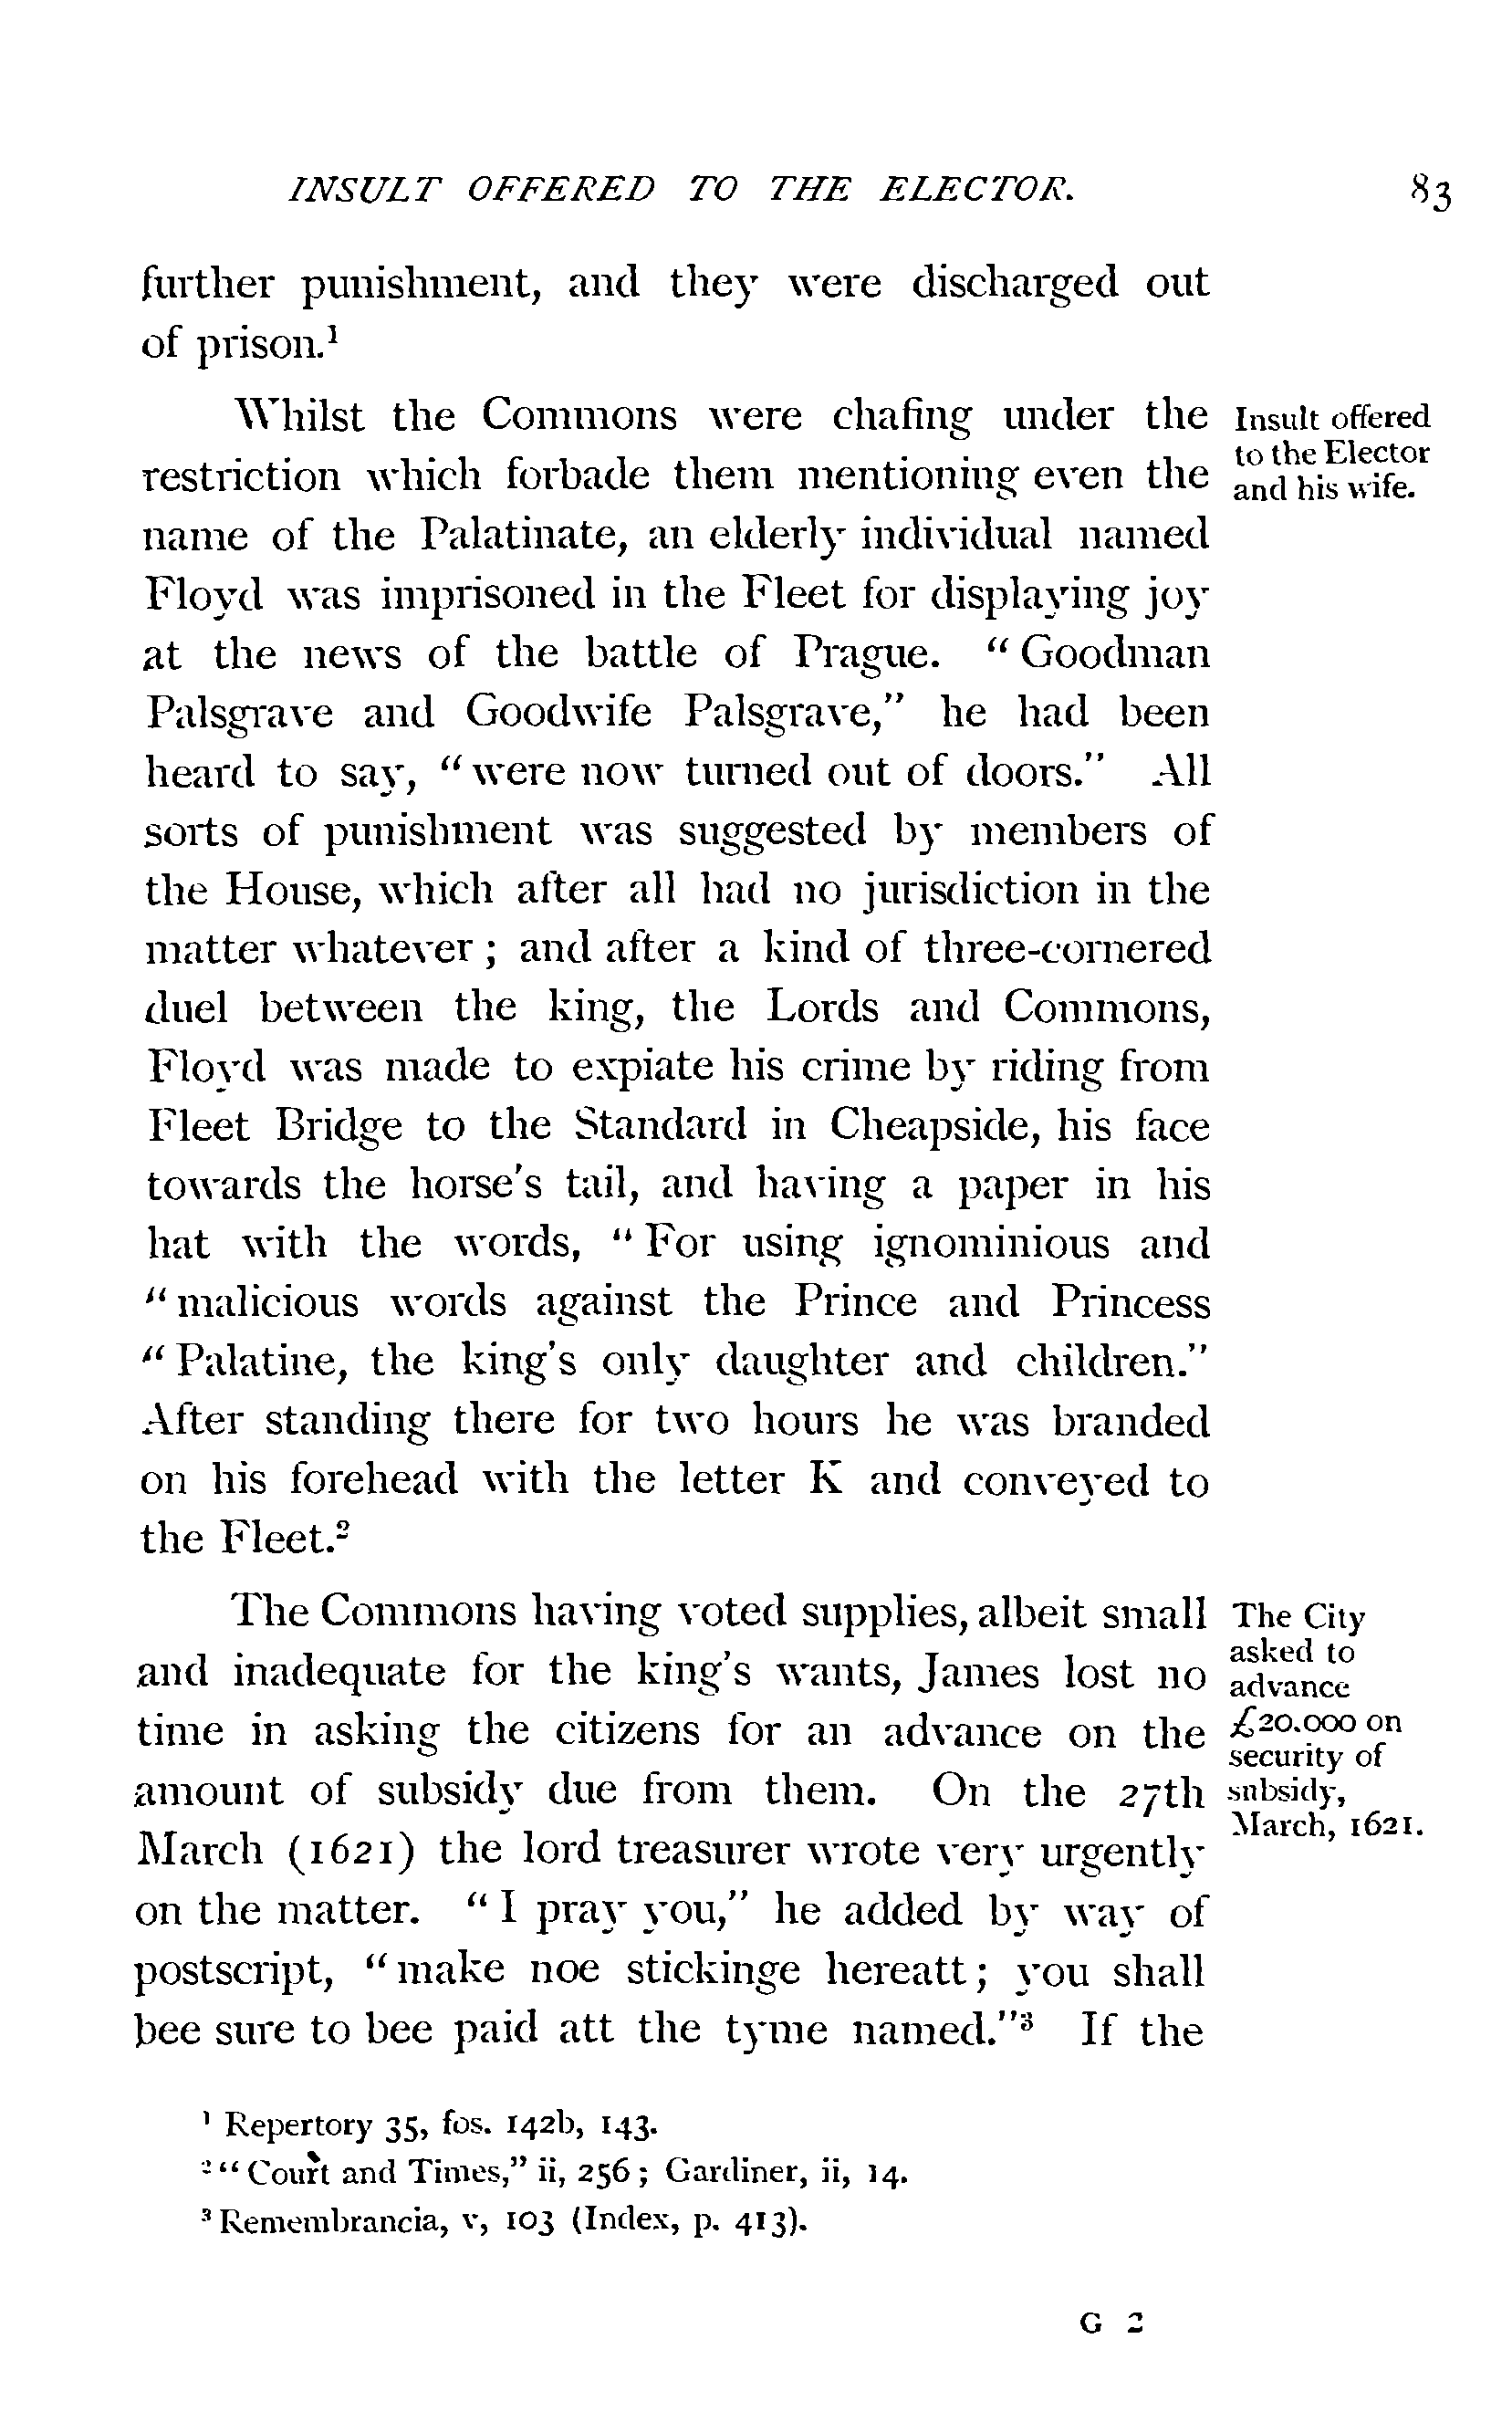 INSULT OFFERED TO THE ELECTOR. 83
further punishment, and they were discharged out
of prison.¹
Whilst the Commons were chafing under the
restriction which forbade them mentioning even the
name of the Palatinate, an elderly individual named
Floyd was imprisoned in the Fleet for displaying joy
at the news of the battle of Prague. “Goodman
Palsgrave and Goodwife Palsgrave,” he had been
heard to say, “were now turned out of doors.” All
sorts of punishment was suggested by members of
the House, which after all had no jurisdiction in the
matter whatever; and after a kind of three-cornered
duel between the king, the Lords and Commons,
Floyd was made to expiate his crime by riding from
Fleet Bridge to the Standard in Cheapside, his face
towards the horse's tail, and having a paper in his
hat with the words, “For using ignominious and
“malicious words against the Prince and Princess
“Palatine, the king's only daughter and children.”
After standing there for two hours he was branded
on his forehead with the letter K and conveyed to
the Fleet.²
Insult offered
to the Elector
and his wife.
The Commons having voted supplies, albeit small
and inadequate for the king's wants, James lost no
time in asking the citizens for an advance on the
amount of subsidy due from them. On the 27th
March (1621) the lord treasurer wrote very urgently
on the matter. “I pray you,” he added by way of
postscript, “make noe stickinge hereatt; you shall
bee sure to bee paid att the tyme named.”³ If the
The City
asked to
advance
£20.000 on
security of
subsidy,
March, 1621.
¹ Repertory 35, fos. 142b, 143.
² “Court and Times,” ii, 256; Gardiner, ii, 14.
³ Remembrancia, v, 103 (Index, p. 413).
G 2